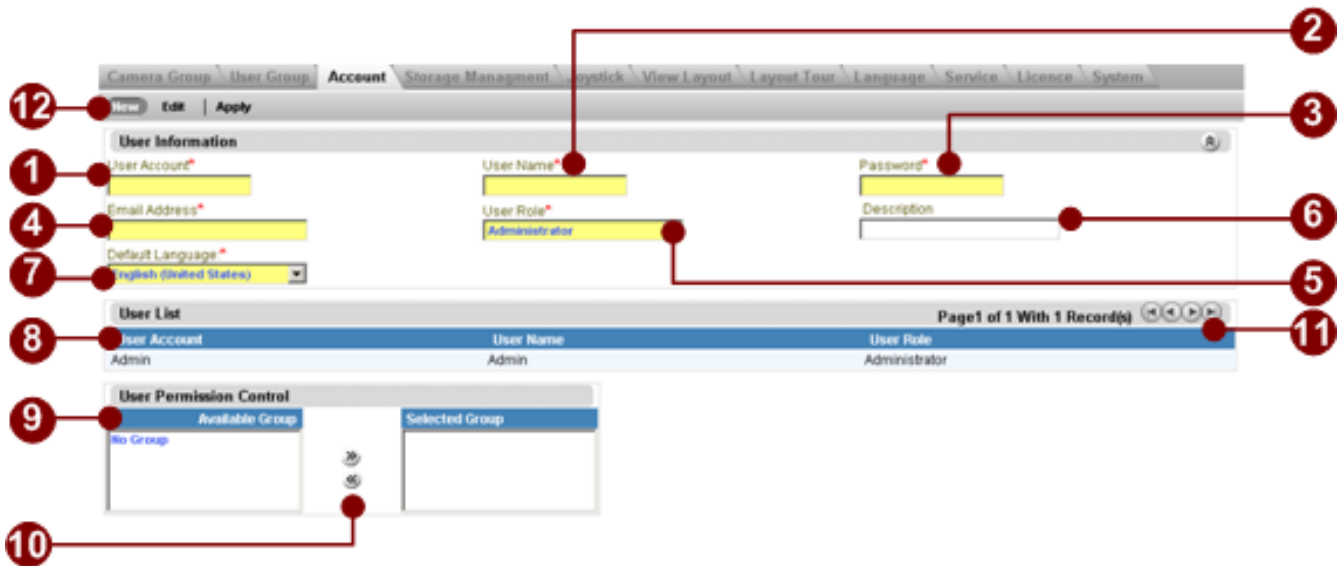 2
Camera Group User Group Account Storage Managment Joystick View Layout Layout Tour Language Service Licence System
12 New Edit | Apply 3
User Information
1 User Account* User Name* Password*
4 Email Address* User Role* Description 6
Administrator
Default Language:*
7 English (United States) 5
User List Page1 of 1 With 1 Record(s)
8 User Account User Name User Role 11
Admin Admin Administrator
User Permission Control
9 Available Group Selected Group
No Group
10